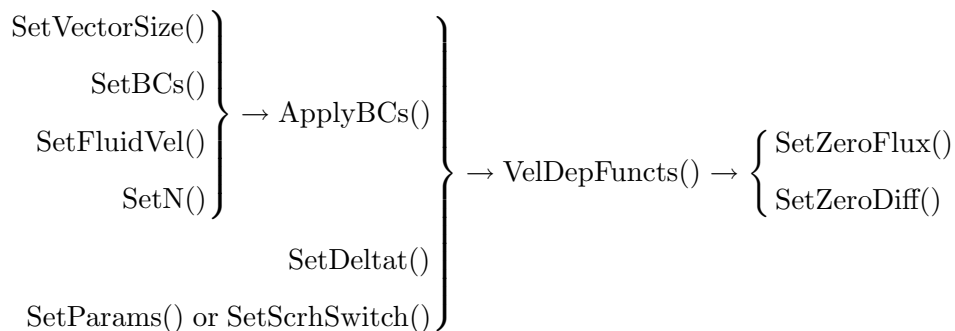 SetVectorSize()
SetBCs()
SetFluidVel()
SetN()
→ ApplyBCs()
SetDeltat()
SetParams() or SetScrhSwitch()
→ VelDepFuncts() →
SetZeroFlux()
SetZeroDiff()